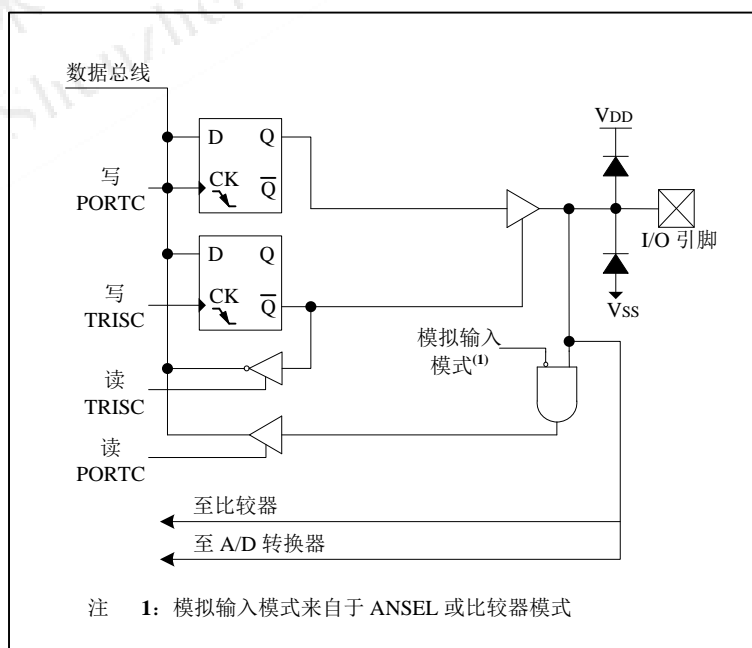 Shenzhen
数据总线
D Q
写
PORTC
CK Q
VDD
I/O 引脚
VSS
D Q
写
TRISC
CK Q
模拟输入
模式(1)
读
TRISC
读
PORTC
至比较器
至 A/D 转换器
注 1: 模拟输入模式来自于 ANSEL 或比较器模式